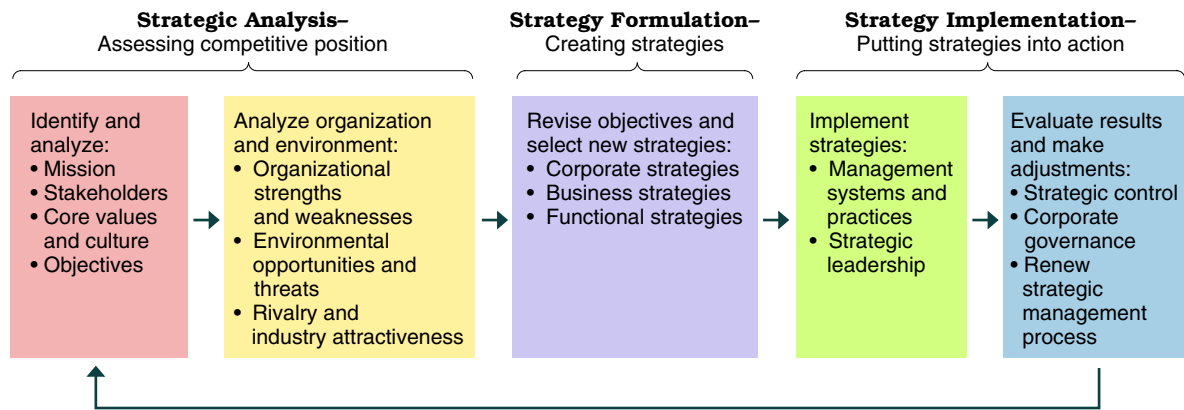 Strategic Analysis–
Assessing competitive position
Strategy Formulation–
Creating strategies
Strategy Implementation–
Putting strategies into action
Identify and
analyze:
• Mission
• Stakeholders
• Core values
and culture
• Objectives
Analyze organization
and environment:
• Organizational
strengths
and weaknesses
• Environmental
opportunities and
threats
• Rivalry and
industry attractiveness
Revise objectives and
select new strategies:
• Corporate strategies
• Business strategies
• Functional strategies
Implement
strategies:
• Management
systems and
practices
• Strategic
leadership
Evaluate results
and make
adjustments:
• Strategic control
• Corporate
governance
• Renew
strategic
management
process